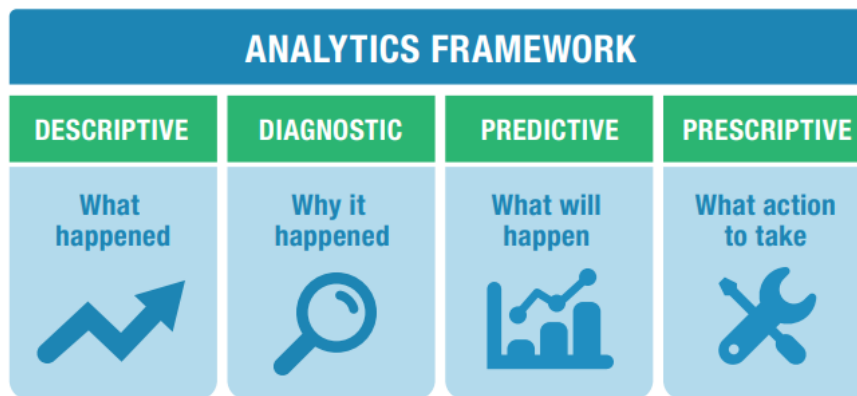 ANALYTICS FRAMEWORK
DESCRIPTIVE
What
happened
DIAGNOSTIC
Why it
happened
PREDICTIVE
What will
happen
PRESCRIPTIVE
What action
to take